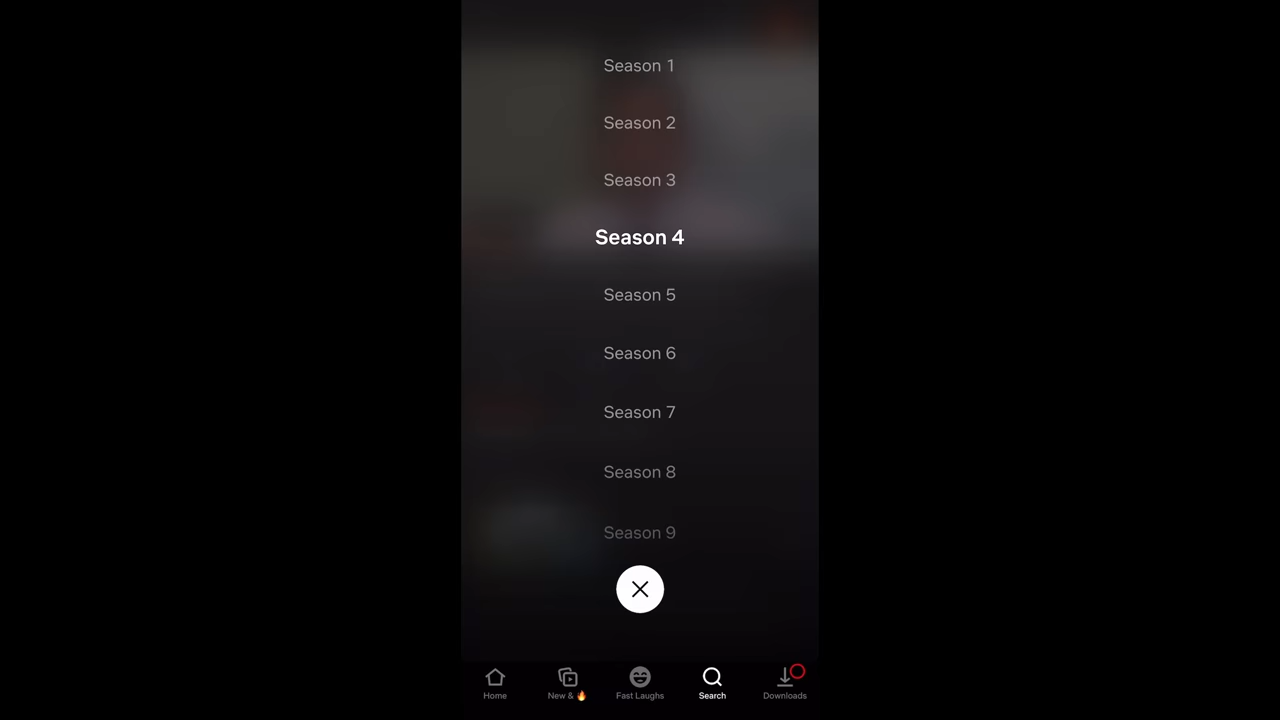 Season 1
Season 2
Season 3
Season 4
Season 5
Season 6
Season 7
Season 8
Season 9
Home
New & 🔥
Fast Laughs
Search
Downloads